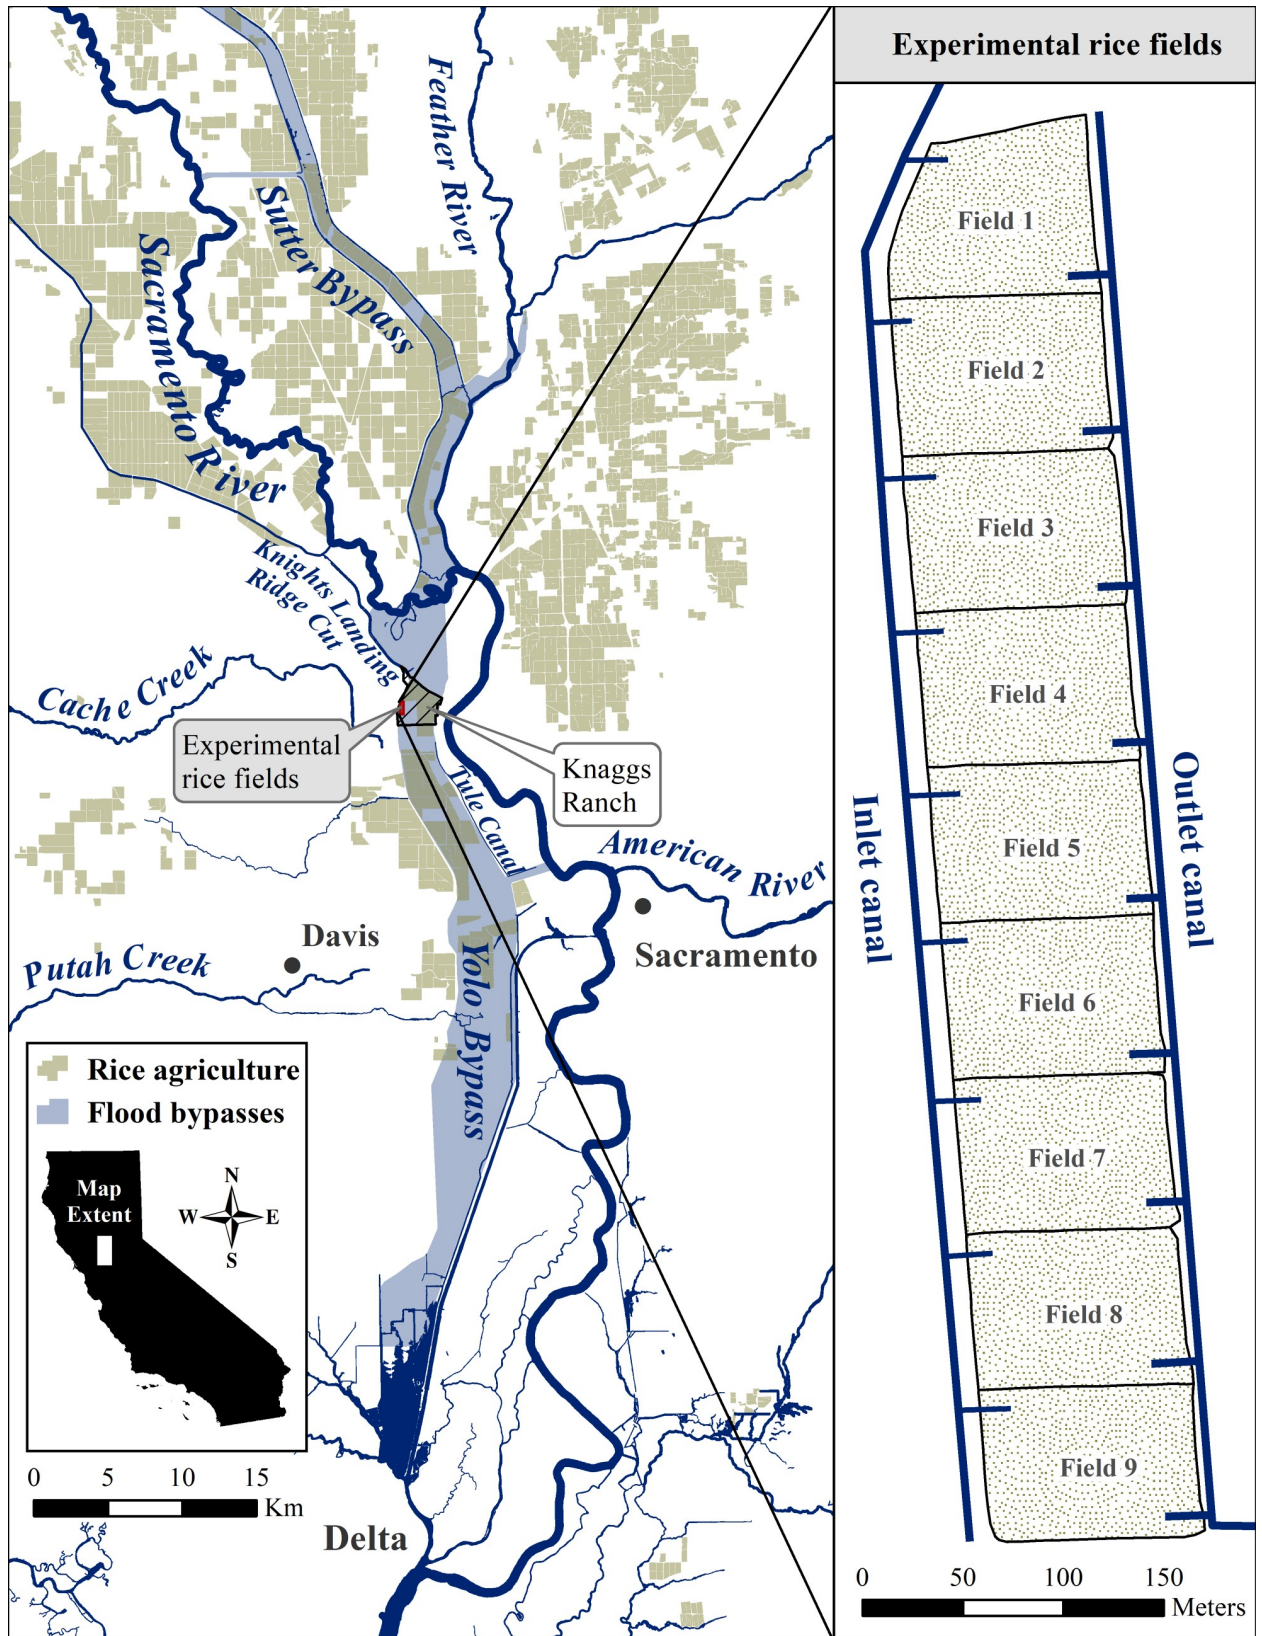 Experimental rice fields
Feather River
Sutter Bypass
Sacramento River
Knights Landing
Ridge Cut
Cache Creek
Experimental
rice fields
Knaggs
Ranch
Tule Canal
American River
Davis
Sacramento
Putah Creek
Yolo Bypass
Rice agriculture
Flood bypasses
Map
Extent
N
W
E
S
0 5 10 15
Km
Delta
Field 1
Field 2
Field 3
Field 4
Field 5
Field 6
Field 7
Field 8
Field 9
Inlet canal
Outlet canal
0 50 100 150
Meters